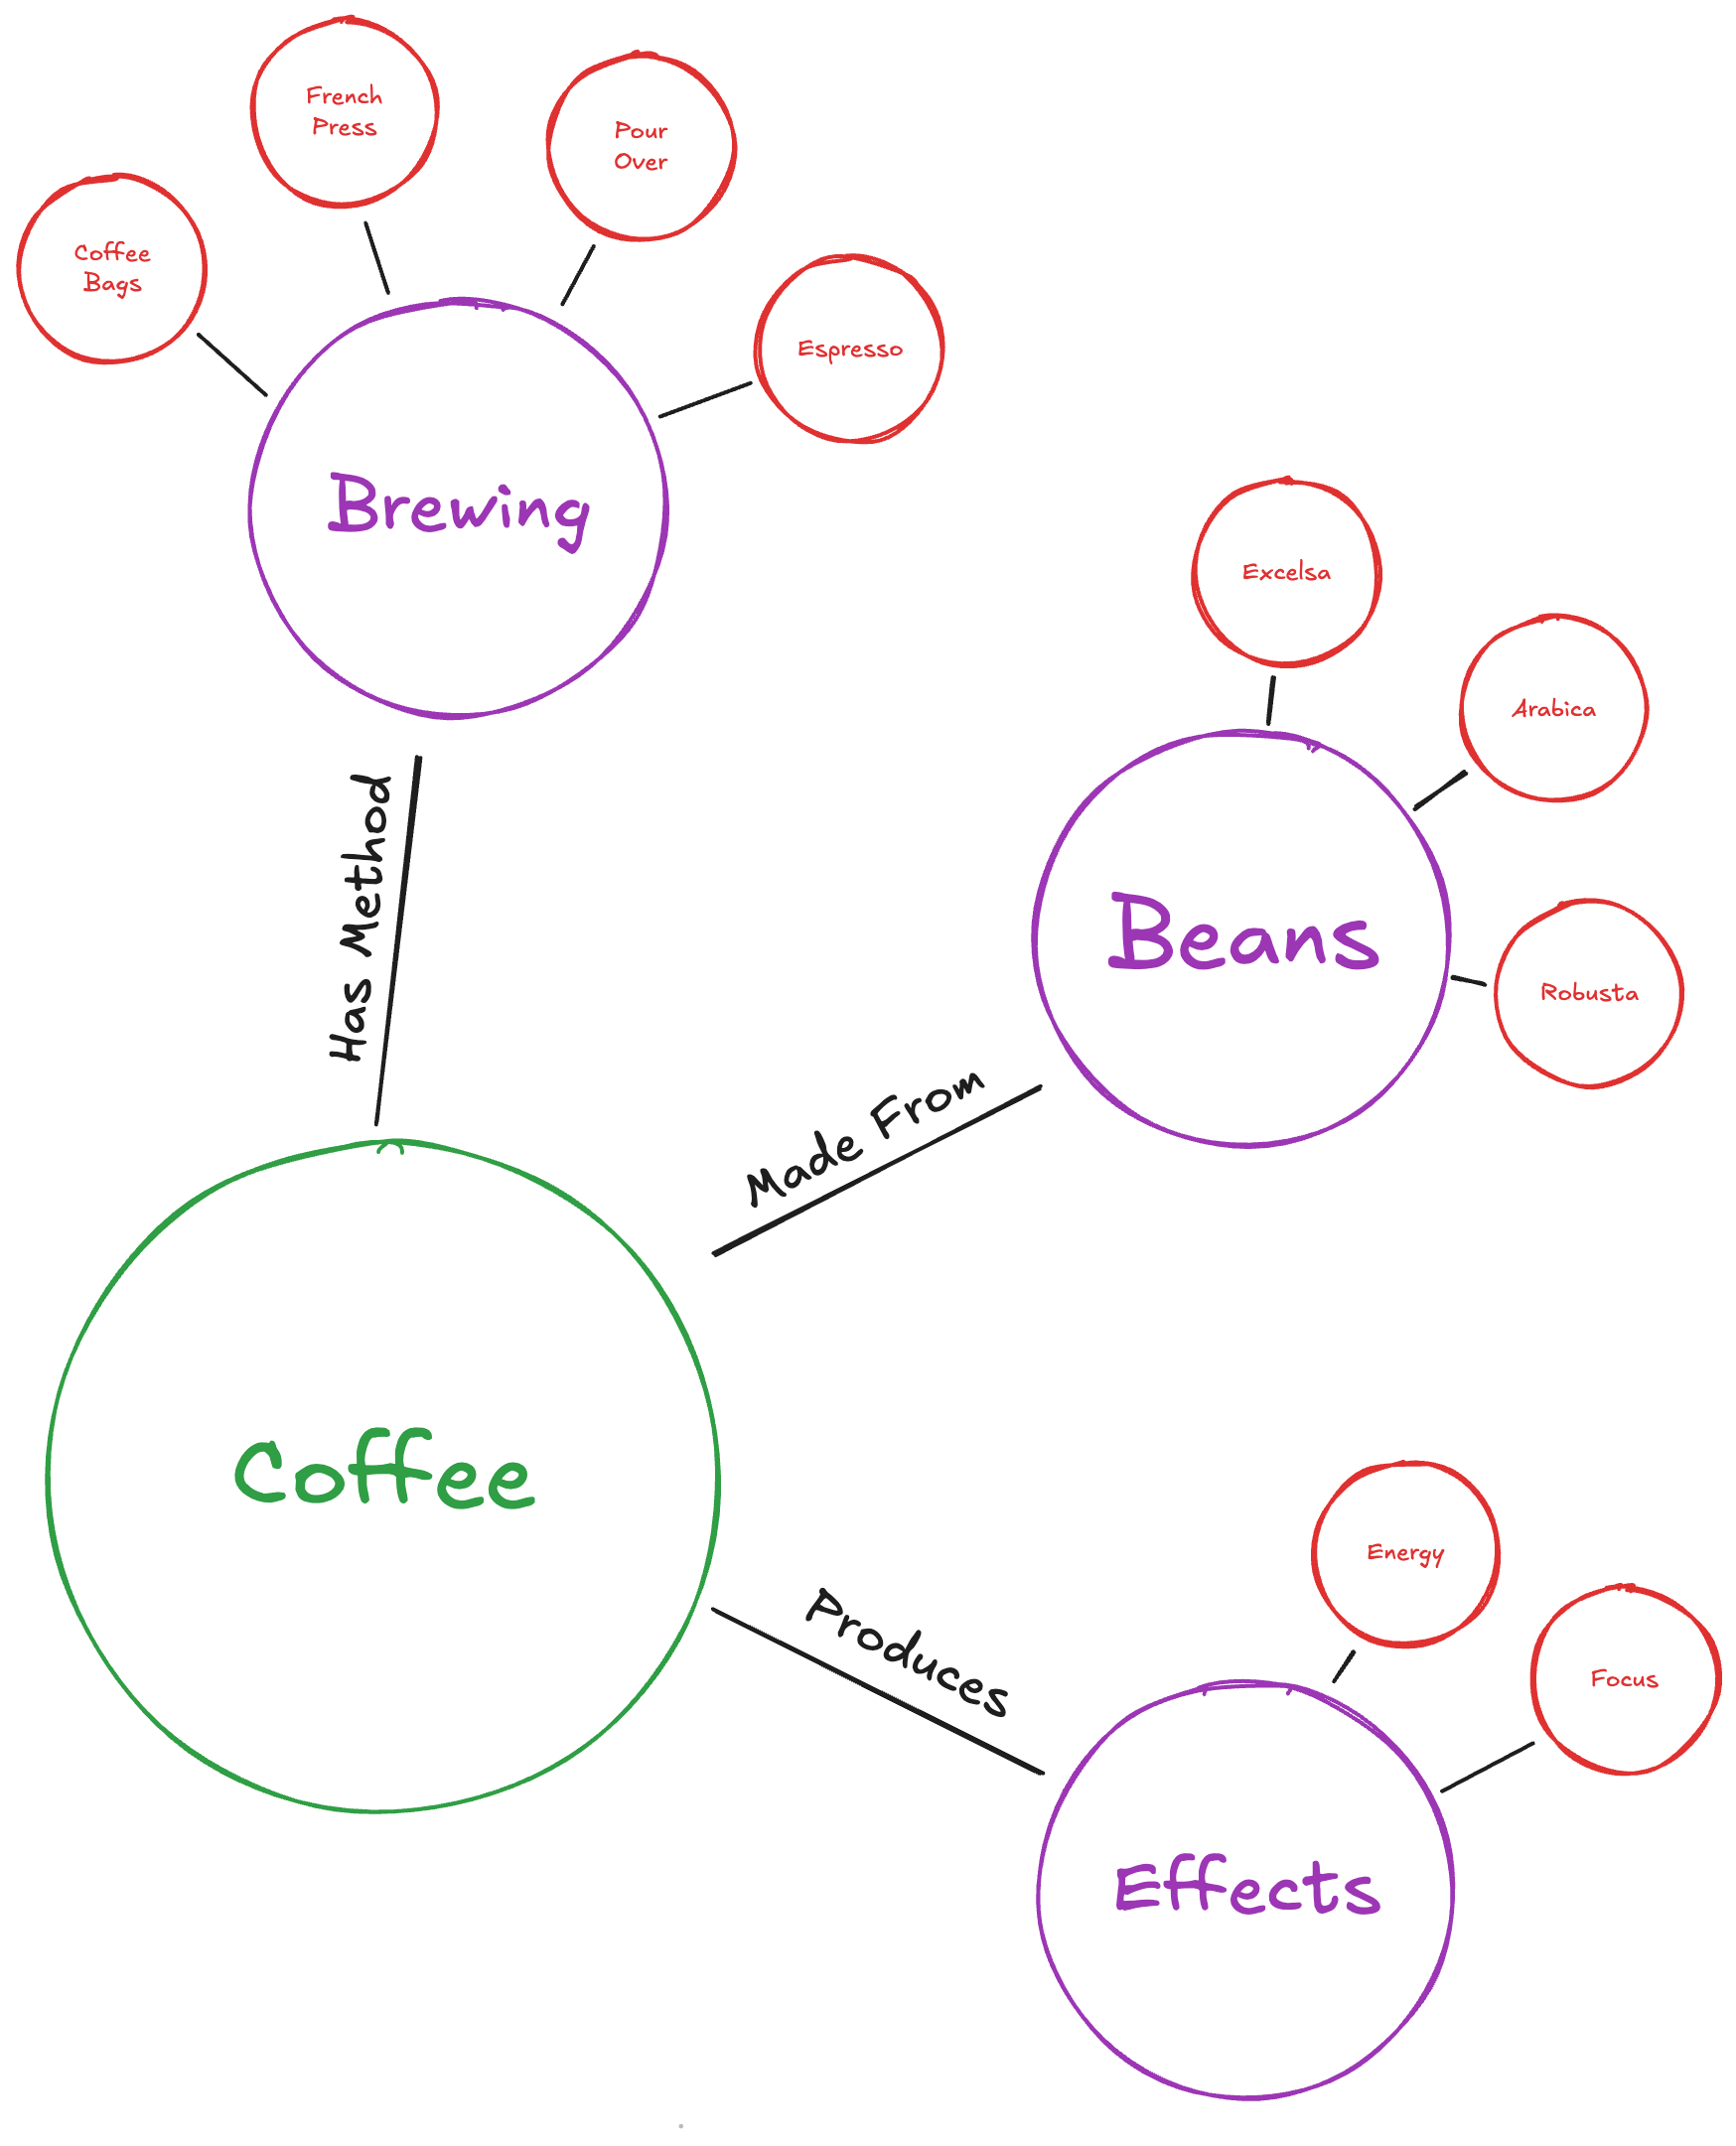 French
Press
Pour
Over
Coffee
Bags
Espresso
Brewing
Excelsa
Arabica
Beans
Robusta
Has Method
Made From
Coffee
Produces
Energy
Focus
Effects